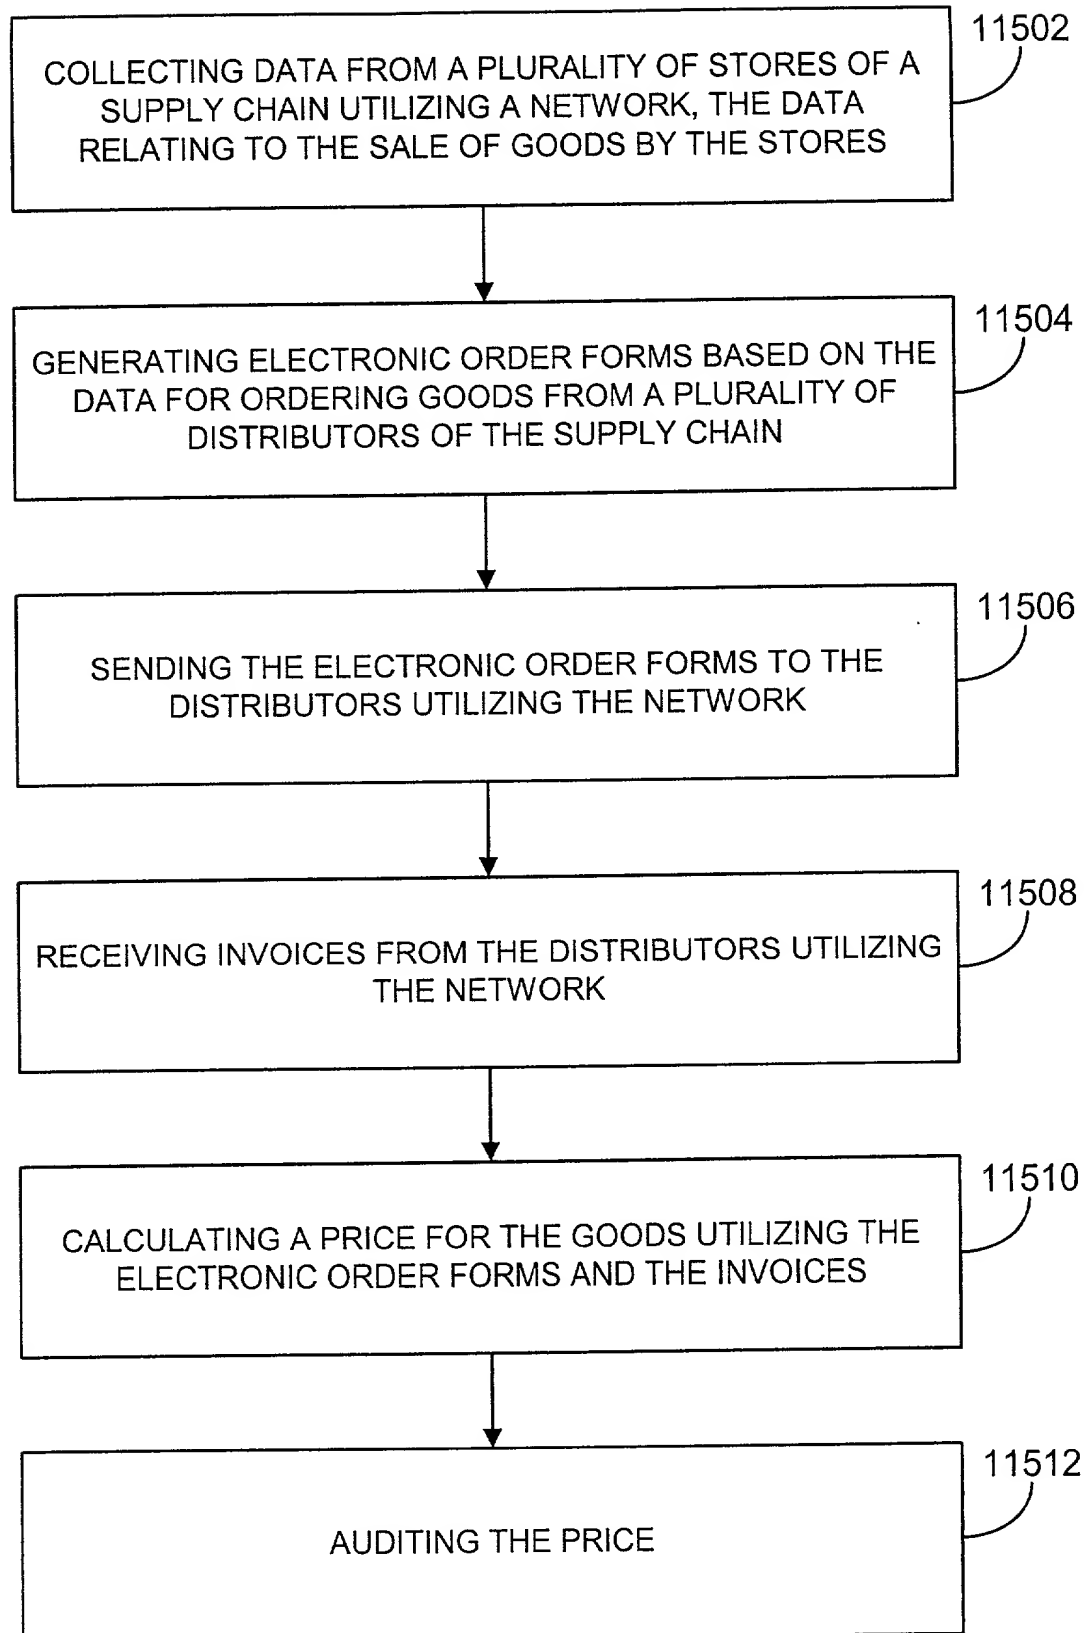 11502
COLLECTING DATA FROM A PLURALITY OF STORES OF A
SUPPLY CHAIN UTILIZING A NETWORK, THE DATA
RELATING TO THE SALE OF GOODS BY THE STORES
11504
GENERATING ELECTRONIC ORDER FORMS BASED ON THE
DATA FOR ORDERING GOODS FROM A PLURALITY OF
DISTRIBUTORS OF THE SUPPLY CHAIN
11506
SENDING THE ELECTRONIC ORDER FORMS TO THE
DISTRIBUTORS UTILIZING THE NETWORK
11508
RECEIVING INVOICES FROM THE DISTRIBUTORS UTILIZING
THE NETWORK
11510
CALCULATING A PRICE FOR THE GOODS UTILIZING THE
ELECTRONIC ORDER FORMS AND THE INVOICES
11512
AUDITING THE PRICE